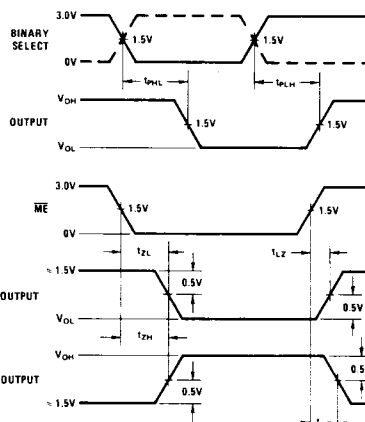 3.0V
BINARY
SELECT
1.5V
1.5V
0V
tPHL
tPLH
VOH
OUTPUT
1.5V
1.5V
VOL
3.0V
ME
1.5V
1.5V
0V
tZL
tLZ
≈ 1.5V
0.5V
OUTPUT
0.5V
VOL
tZH
VOH
0.5V
OUTPUT
0.5V
≈ 1.5V